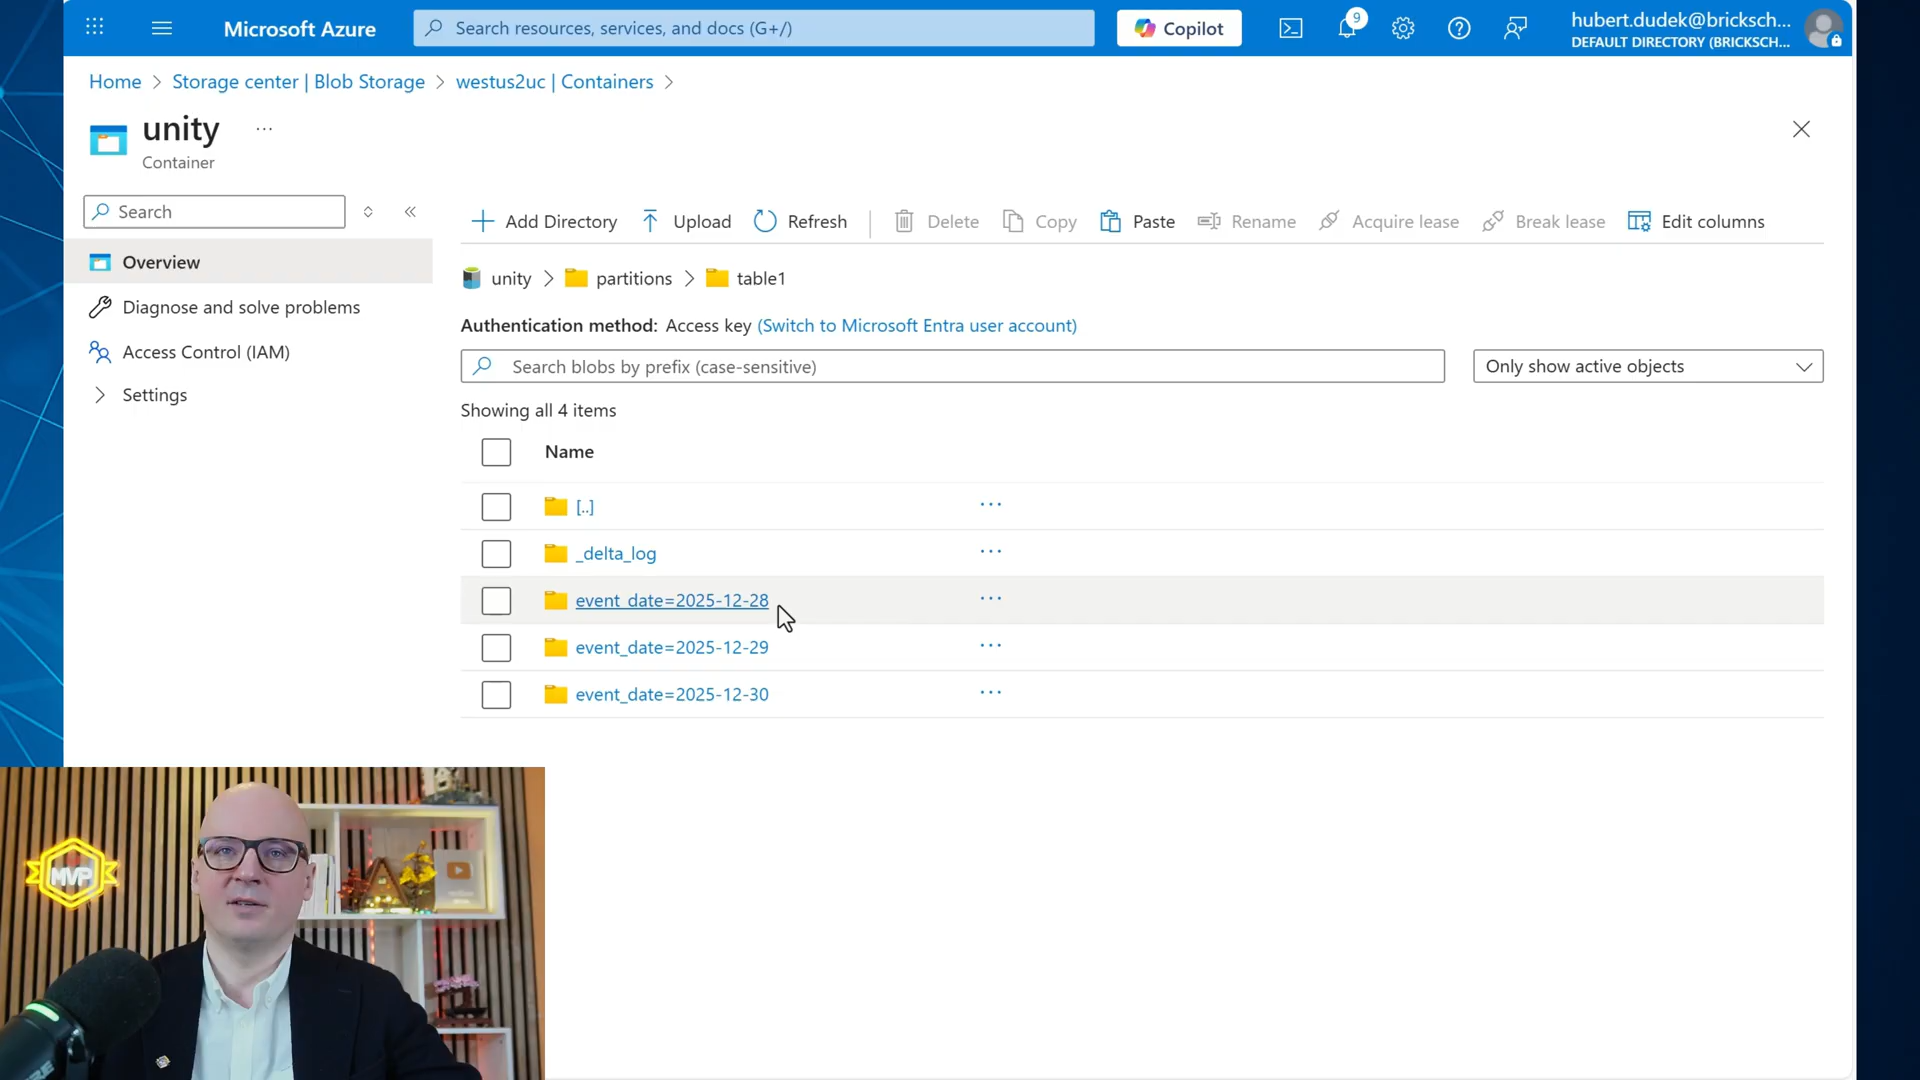 Microsoft Azure
Search resources, services, and docs (G+/)
Copilot
9
hubert.dudek@bricksch...
DEFAULT DIRECTORY (BRICKSCH...
Home > Storage center | Blob Storage > westus2uc | Containers >
unity ...
Container
Search
Overview
Diagnose and solve problems
Access Control (IAM)
Settings
Add Directory Upload Refresh Delete Copy Paste Rename Acquire lease Break lease Edit columns
unity > partitions > table1
Authentication method: Access key (Switch to Microsoft Entra user account)
Search blobs by prefix (case-sensitive)
Only show active objects
Showing all 4 items
Name
[..] ...
_delta_log ...
event_date=2025-12-28 ...
event_date=2025-12-29 ...
event_date=2025-12-30 ...
MVP